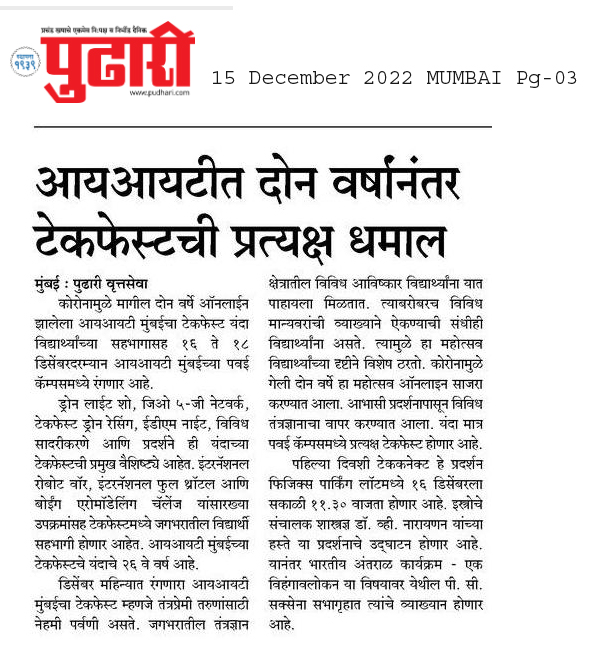 प्रचंड खपाचे एकमेव निःपक्ष व निर्भीड दैनिक
स्थापना
१९३९
पुढारी
www.pudhari.com
15 December 2022 MUMBAI Pg-03
आयआयटीत दोन वर्षांनंतर
टेकफेस्टची प्रत्यक्ष धमाल
मुंबई : पुढारी वृत्तसेवा
कोरोनामुळे मागील दोन वर्षे ऑनलाईन
झालेला आयआयटी मुंबईचा टेकफेस्ट यंदा
विद्यार्थ्यांच्या सहभागासह १६ ते १८
डिसेंबरदरम्यान आयआयटी मुंबईच्या पवई
कॅम्पसमध्ये रंगणार आहे.
ड्रोन लाईट शो, जिओ ५-जी नेटवर्क,
टेकफेस्ट ड्रोन रेसिंग, ईडीएम नाईट, विविध
सादरीकरणे आणि प्रदर्शने ही यंदाच्या
टेकफेस्टची प्रमुख वैशिष्ट्ये आहेत. इंटरनॅशनल
रोबोट वॉर, इंटरनॅशनल फुल थ्रॉटल आणि
बोईंग एरोमॉडेलिंग चॅलेंज यांसारख्या
उपक्रमांसह टेकफेस्टमध्ये जगभरातील विद्यार्थी
सहभागी होणार आहेत. आयआयटी मुंबईच्या
टेकफेस्टचे यंदाचे २६ वे वर्ष आहे.
डिसेंबर महिन्यात रंगणारा आयआयटी
मुंबईचा टेकफेस्ट म्हणजे तंत्रप्रेमी तरुणांसाठी
नेहमी पर्वणी असते. जगभरातील तंत्रज्ञान
क्षेत्रातील विविध आविष्कार विद्यार्थ्यांना यात
पाहायला मिळतात. त्याबरोबरच विविध
मान्यवरांची व्याख्याने ऐकण्याची संधीही
विद्यार्थ्यांना असते. त्यामुळे हा महोत्सव
विद्यार्थ्यांच्या दृष्टीने विशेष ठरतो. कोरोनामुळे
गेली दोन वर्षे हा महोत्सव ऑनलाइन साजरा
करण्यात आला. आभासी प्रदर्शनापासून विविध
तंत्रज्ञानाचा वापर करण्यात आला. यंदा मात्र
पवई कॅम्पसमध्ये प्रत्यक्ष टेकफेस्ट होणार आहे.
पहिल्या दिवशी टेककनेक्ट हे प्रदर्शन
फिजिक्स पार्किंग लॉटमध्ये १६ डिसेंबरला
सकाळी ११.३० वाजता होणार आहे. इस्रोचे
संचालक शास्त्रज्ञ डॉ. व्ही. नारायणन यांच्या
हस्ते या प्रदर्शनाचे उद्घाटन होणार आहे.
यानंतर भारतीय अंतराळ कार्यक्रम - एक
विहंगावलोकन या विषयावर येथील पी. सी.
सक्सेना सभागृहात त्यांचे व्याख्यान होणार
आहे.